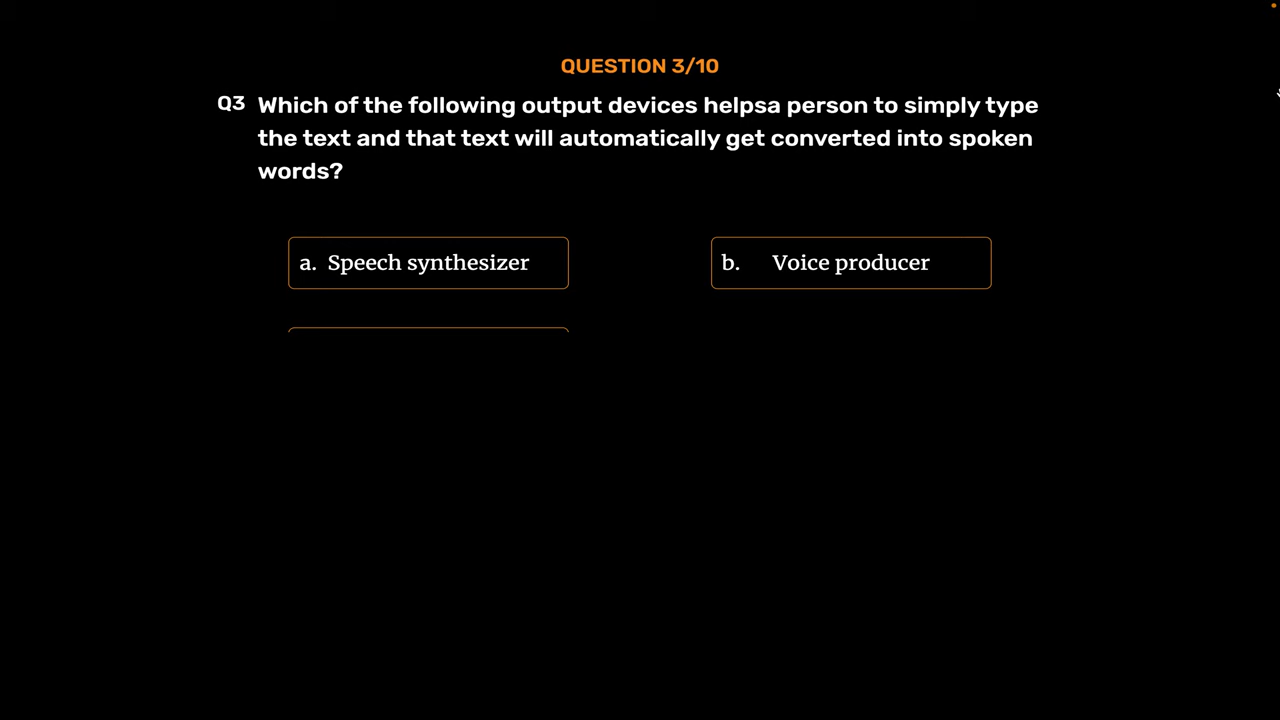 QUESTION 3/10
Q3 Which of the following output devices helpsa person to simply type
the text and that text will automatically get converted into spoken
words?
a. Speech synthesizer
b. Voice producer